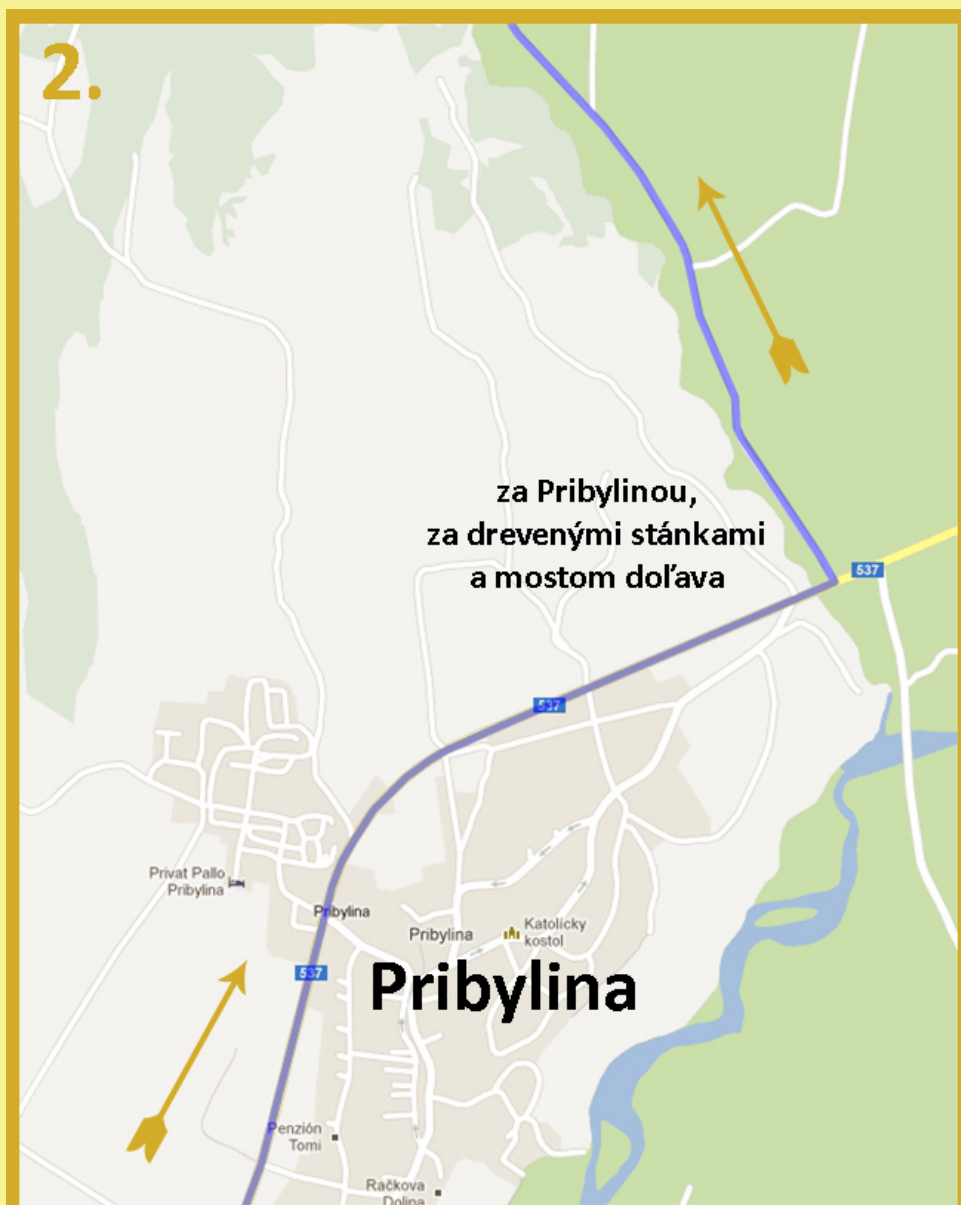 2.
za Pribylinou,
za drevenými stánkami
a mostom doľava
537
537
Privat Pallo
Pribylina
Pribylina
Pribylina
Katolícky
kostol
537
Pribylina
Penzión
Tomi
Račkova
Dolina